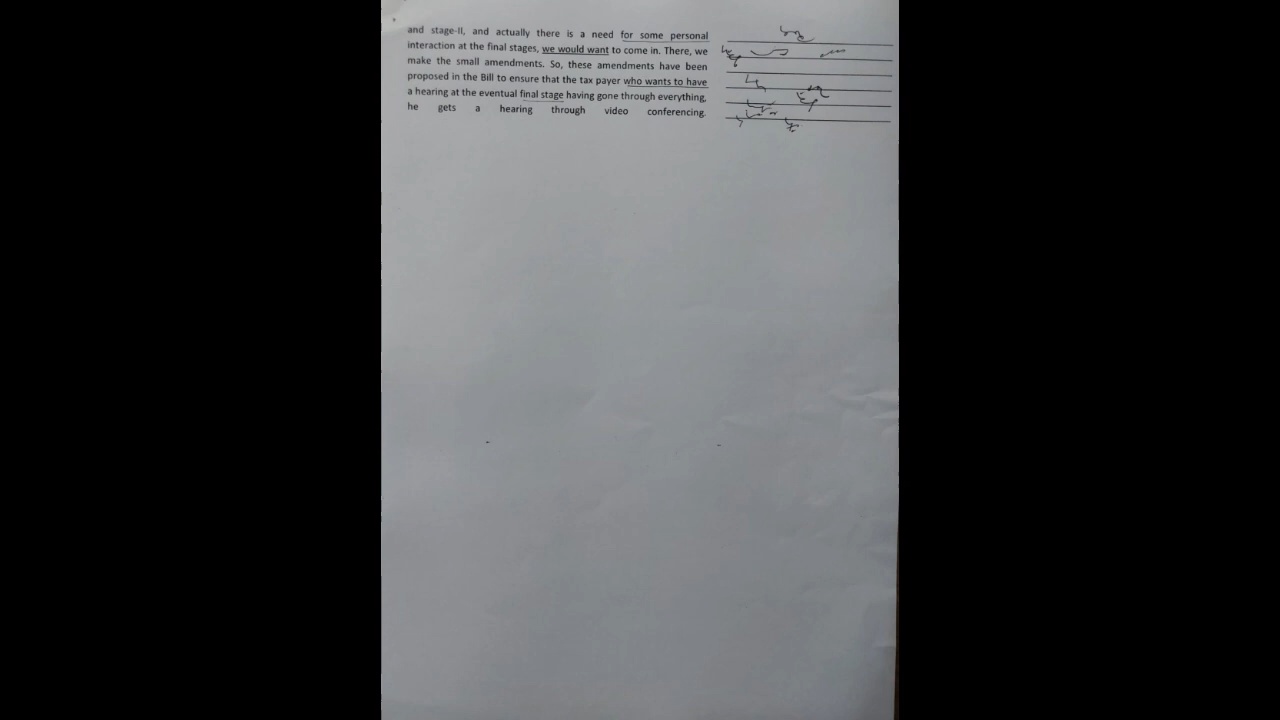 and stage-II, and actually there is a need for some personal
interaction at the final stages, we would want to come in. There, we
make the small amendments. So, these amendments have been
proposed in the Bill to ensure that the tax payer who wants to have
a hearing at the eventual final stage having gone through everything,
he gets a hearing through video conferencing.